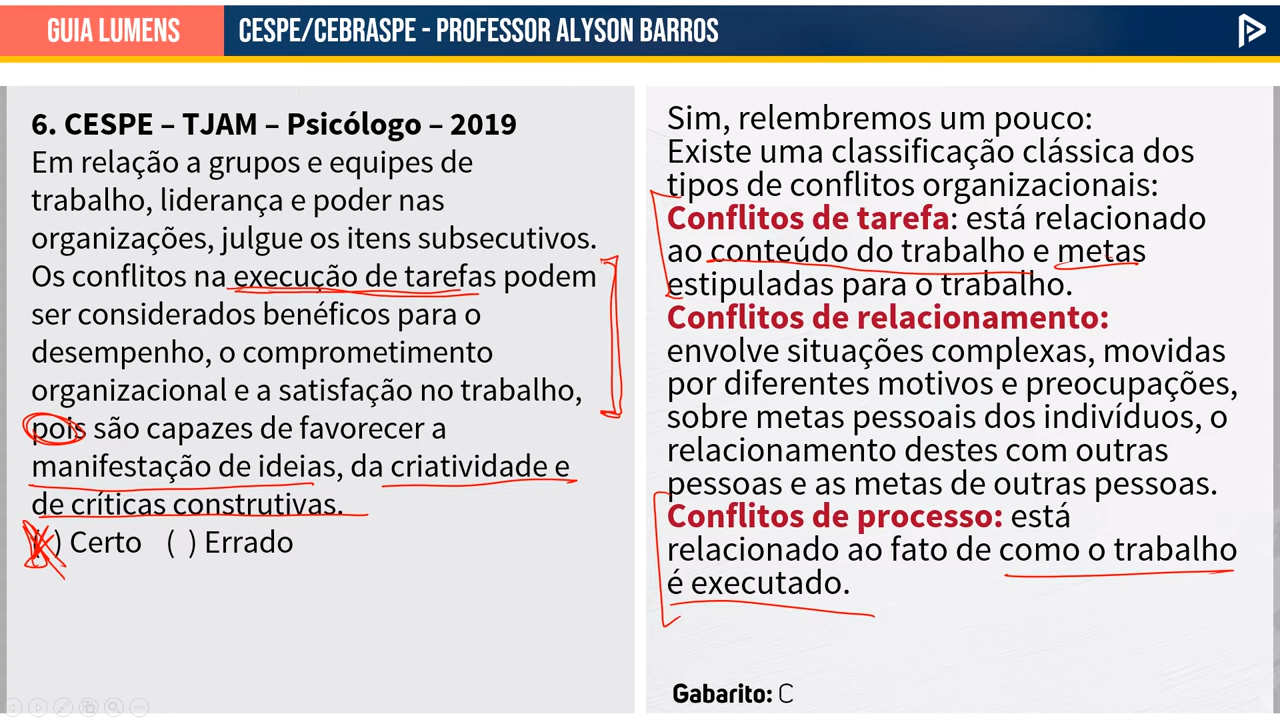 GUIA LUMENS
CESPE/CEBRASPE - PROFESSOR ALYSON BARROS
6. CESPE – TJAM – Psicólogo – 2019
Em relação a grupos e equipes de
trabalho, liderança e poder nas
organizações, julgue os itens subsecutivos.
Os conflitos na execução de tarefas podem
ser considerados benéficos para o
desempenho, o comprometimento
organizacional e a satisfação no trabalho,
pois são capazes de favorecer a
manifestação de ideias, da criatividade e
de críticas construtivas.
( ) Certo ( ) Errado
Sim, relembremos um pouco:
Existe uma classificação clássica dos
tipos de conflitos organizacionais:
Conflitos de tarefa: está relacionado
ao conteúdo do trabalho e metas
estipuladas para o trabalho.
Conflitos de relacionamento:
envolve situações complexas, movidas
por diferentes motivos e preocupações,
sobre metas pessoais dos indivíduos, o
relacionamento destes com outras
pessoas e as metas de outras pessoas.
Conflitos de processo: está
relacionado ao fato de como o trabalho
é executado.
Gabarito: C